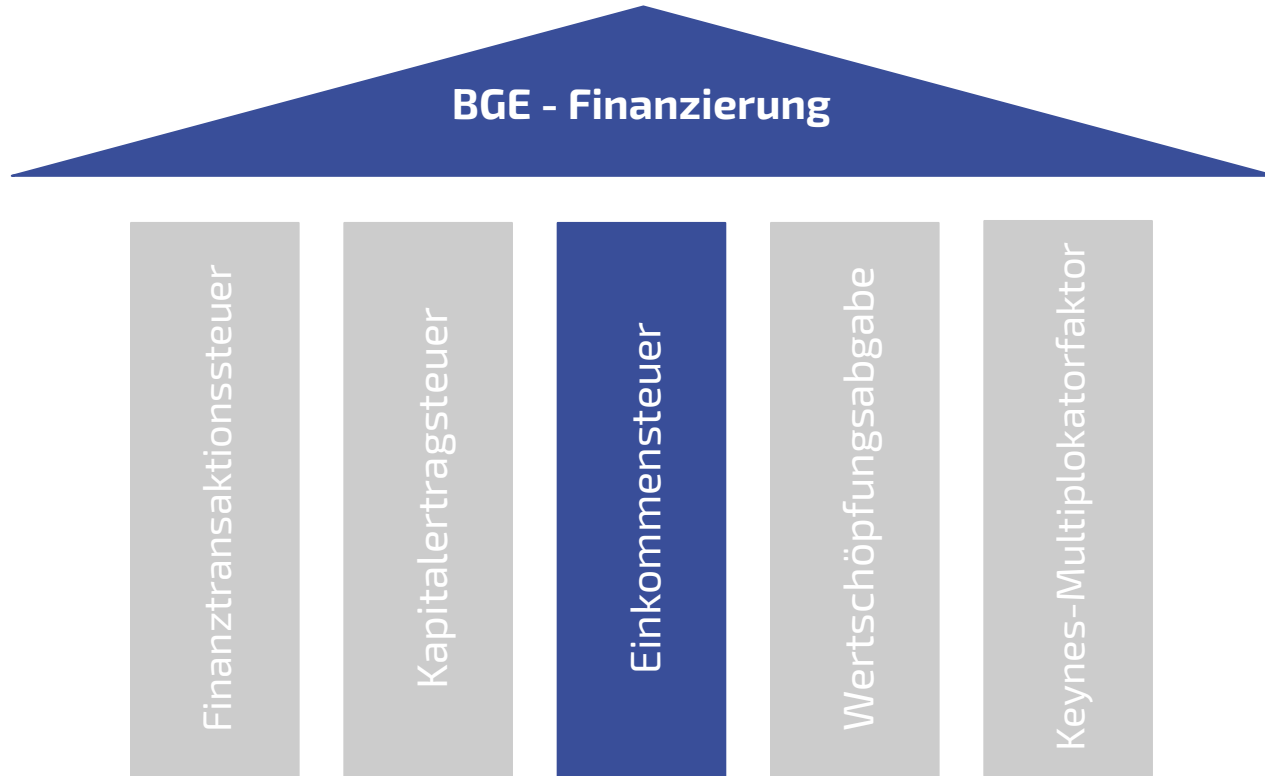 BGE - Finanzierung
Finanztransaktionssteuer
Kapitalertragsteuer
Einkommensteuer
Wertschöpfungsabgabe
Keynes-Multiplokatorfaktor